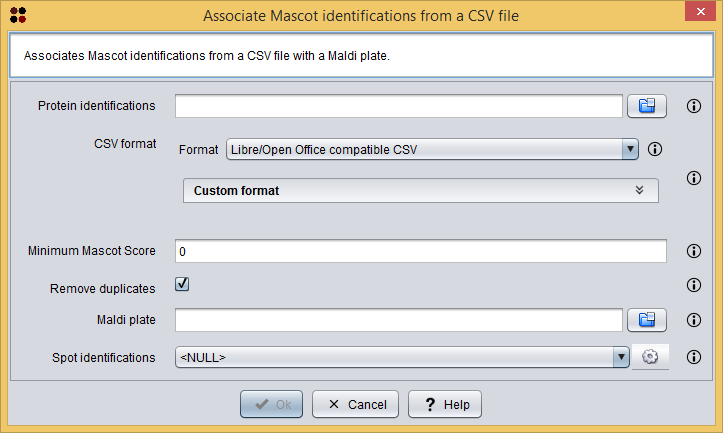 Associate Mascot identifications from a CSV file
Associates Mascot identifications from a CSV file with a Maldi plate.
Protein identifications
CSV format
Format Libre/Open Office compatible CSV
Custom format
Minimum Mascot Score 0
Remove duplicates
Maldi plate
Spot identifications <NULL>
Ok Cancel ? Help